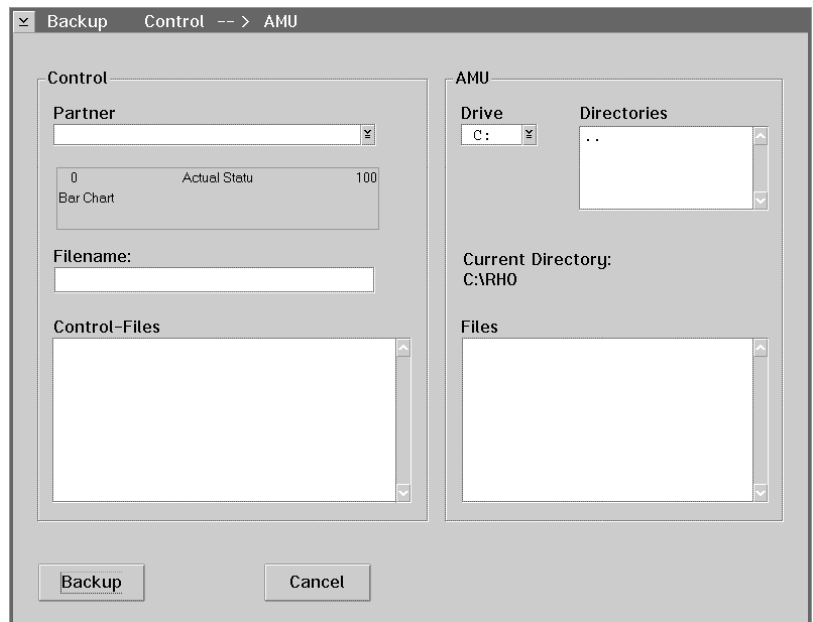 Backup Control --> AMU
Control
Partner
0 Actual Statu 100
Bar Chart
Filename:
Control-Files
AMU
Drive
C:
Directories
..
Current Directory:
C:\RHO
Files
Backup
Cancel